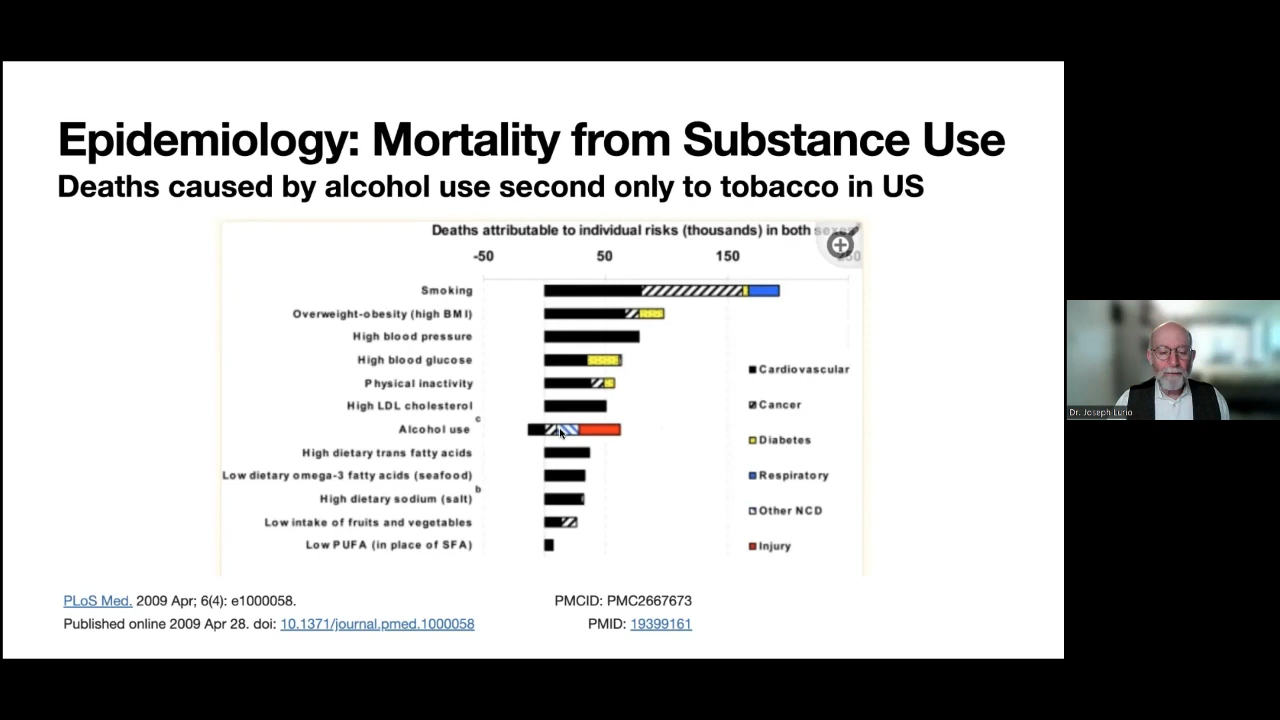 Epidemiology: Mortality from Substance Use
Deaths caused by alcohol use second only to tobacco in US
Deaths attributable to individual risks (thousands) in both sexes
-50 50 150 250
Smoking
Overweight-obesity (high BMI)
High blood pressure
High blood glucose
Physical inactivity
High LDL cholesterol
Alcohol use c
High dietary trans fatty acids
Low dietary omega-3 fatty acids (seafood)
High dietary sodium (salt) b
Low intake of fruits and vegetables
Low PUFA (in place of SFA)
Cardiovascular
Cancer
Diabetes
Respiratory
Other NCD
Injury
PLoS Med. 2009 Apr; 6(4): e1000058.
Published online 2009 Apr 28. doi: 10.1371/journal.pmed.1000058
PMCID: PMC2667673
PMID: 19399161
Dr. Joseph Lurio